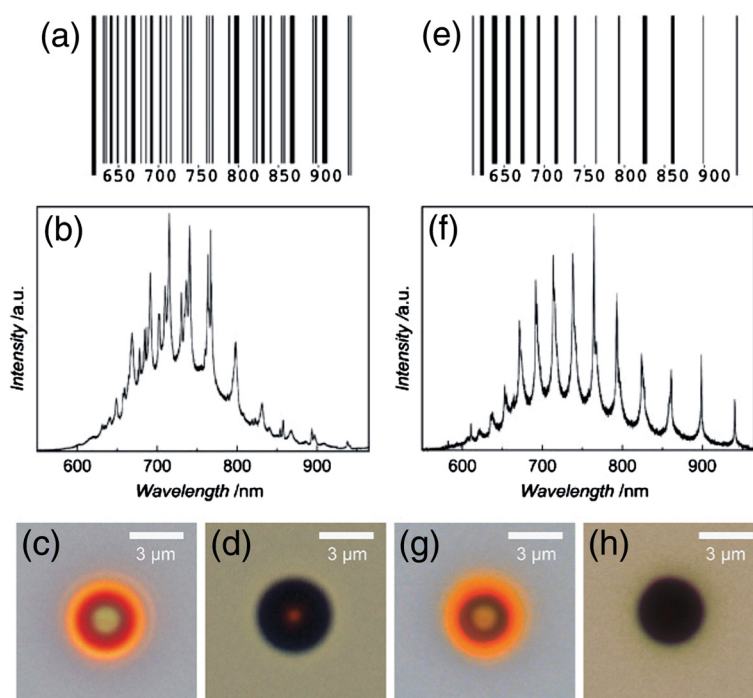 (a)
650 700 750 800 850 900
(e)
650 700 750 800 850 900
(b)
Intensity /a.u.
600 700 800 900
Wavelength /nm
(f)
Intensity /a.u.
600 700 800 900
Wavelength /nm
(c)
3 µm
(d)
3 µm
(g)
3 µm
(h)
3 µm